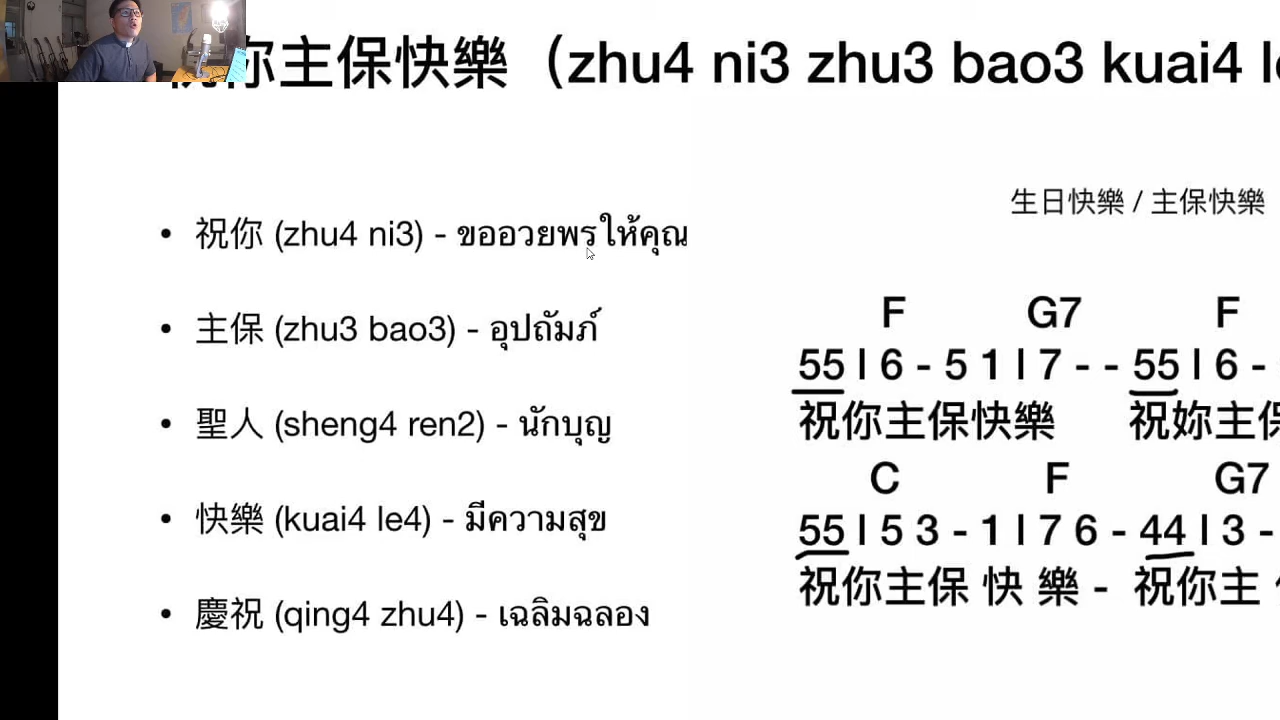 你主保快樂（zhu4 ni3 zhu3 bao3 kuai4
• 祝你 (zhu4 ni3) - ขออวยพรให้คุณ
• 主保 (zhu3 bao3) - อุปถัมภ์
• 聖人 (sheng4 ren2) - นักบุญ
• 快樂 (kuai4 le4) - มีความสุข
• 慶祝 (qing4 zhu4) - เฉลิมฉลอง
生日快樂 / 主保快樂
F G7 F
55 l 6 - 5 1 l 7 - - 55 l 6 -
祝你主保快樂 祝妳主保
C F G7
55 l 5 3 - 1 l 7 6 - 44 l 3 -
祝你主保 快 樂 - 祝你主